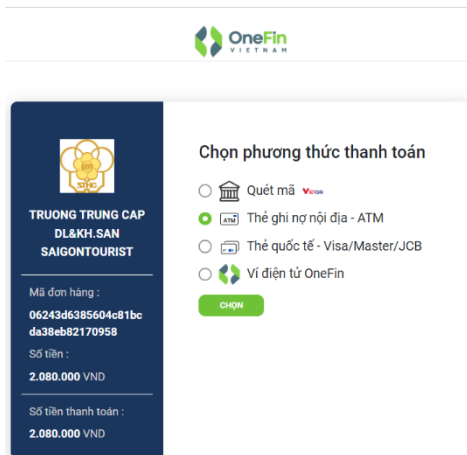 OneFin
VIETNAM
STHC
TRUONG TRUNG CAP
DL&KH.SAN
SAIGONTOURIST
Mã đơn hàng :
06243d6385604c81bc
da38eb82170958
Số tiền :
2.080.000 VND
Số tiền thanh toán :
2.080.000 VND
Chọn phương thức thanh toán
Quét mã VIETQR
ATM Thẻ ghi nợ nội địa - ATM
Thẻ quốc tế - Visa/Master/JCB
Ví điện tử OneFin
CHỌN